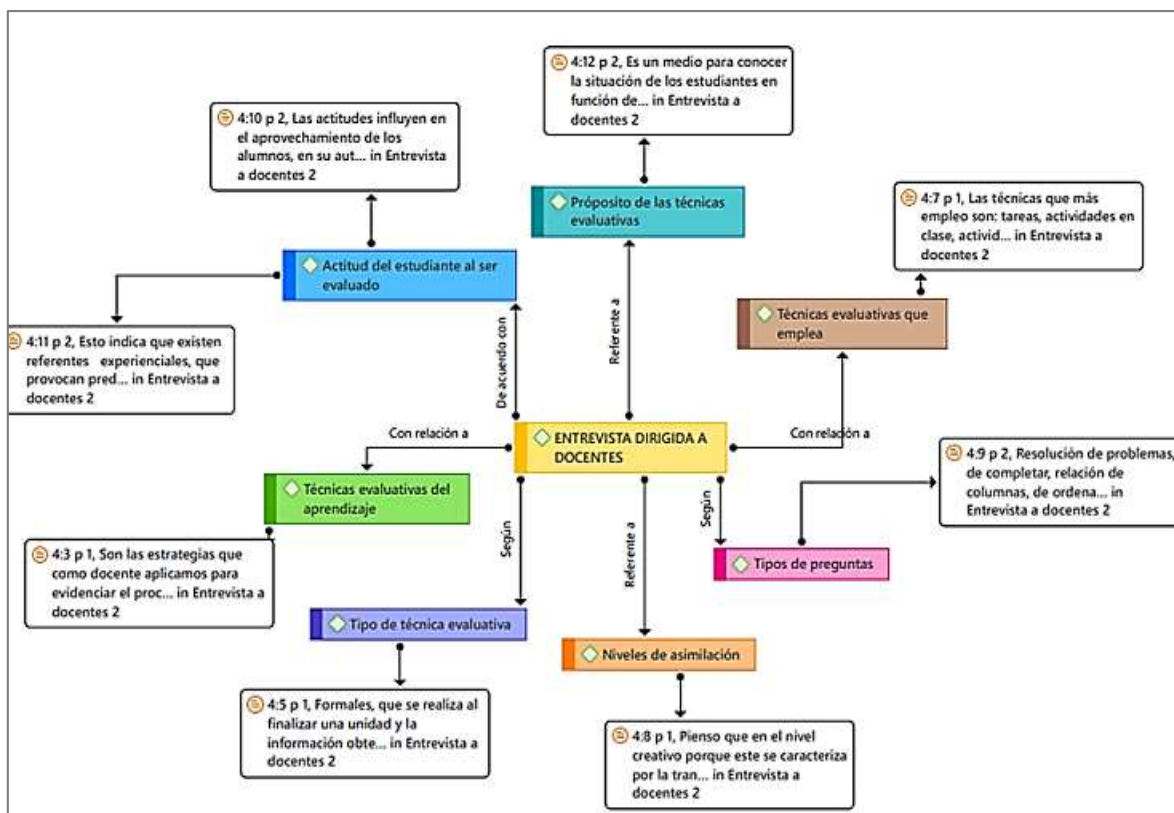 4:12 p 2, Es un medio para conocer
la situación de los estudiantes en
función de... in Entrevista a
docentes 2
4:10 p 2, Las actitudes influyen en
el aprovechamiento de los
alumnos, en su aut... in Entrevista
a docentes 2
Próposito de las técnicas
evaluativas
4:7 p 1, Las técnicas que más
empleo son: tareas, actividades en
clase, activid... in Entrevista a
docentes 2
Actitud del estudiante al ser
evaluado
Técnicas evaluativas que
emplea
4:11 p 2, Esto indica que existen
referentes experienciales, que
provocan pred... in Entrevista a
docentes 2
De acuerdo con
Referente a
Con relación a
ENTREVISTA DIRIGIDA A
DOCENTES
Con relación a
4:9 p 2, Resolución de problemas,
de completar, relación de
columnas, de ordena... in
Entrevista a docentes 2
Técnicas evaluativas del
aprendizaje
Según
Referente a
Según
4:3 p 1, Son las estrategias que
como docente aplicamos para
evidenciar el proc... in Entrevista a
docentes 2
Tipos de preguntas
Tipo de técnica evaluativa
Niveles de asimilación
4:5 p 1, Formales, que se realiza al
finalizar una unidad y la
información obte... in Entrevista a
docentes 2
4:8 p 1, Pienso que en el nivel
creativo porque este se caracteriza
por la tran... in Entrevista a
docentes 2